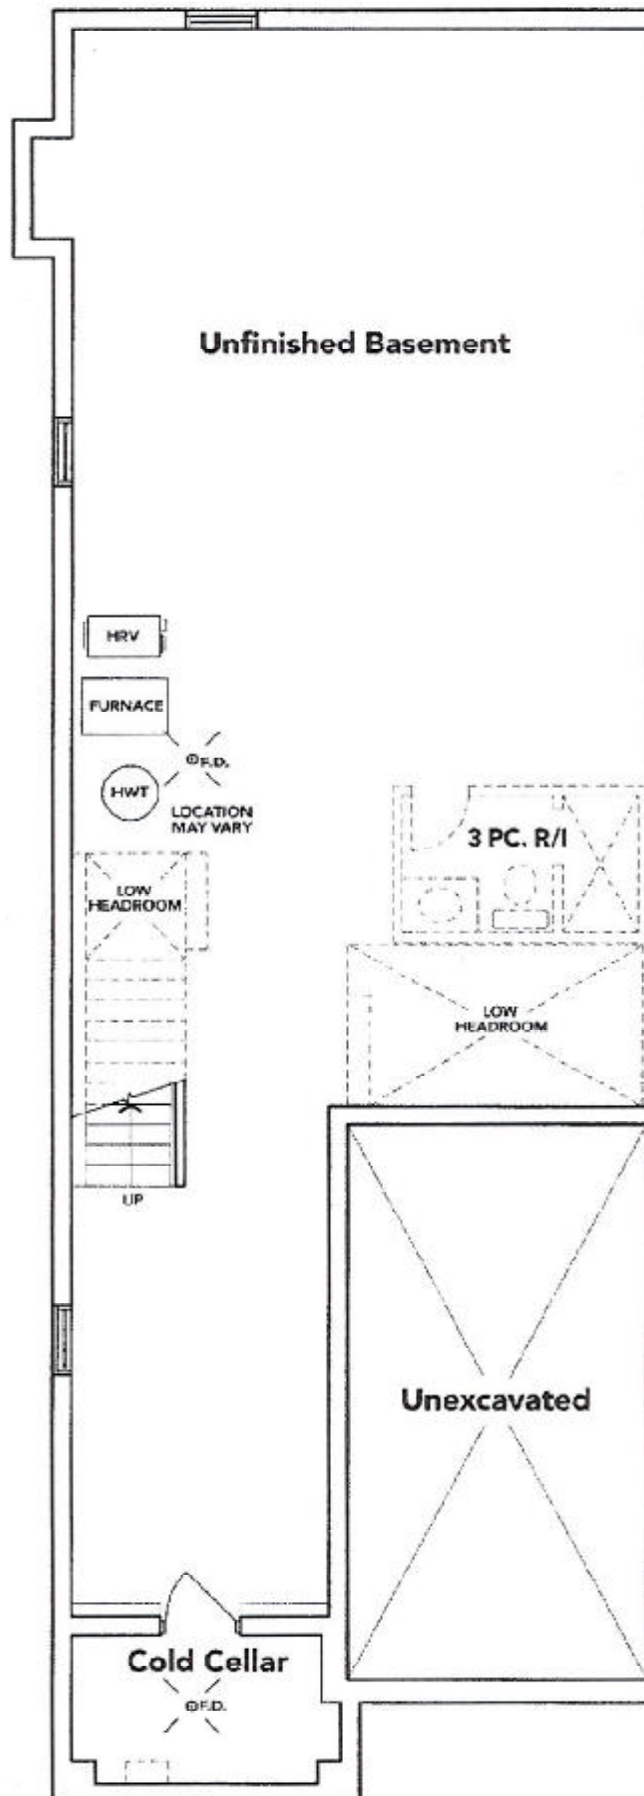 Unfinished Basement
HRV
FURNACE
F.D.
HWT
LOCATION
MAY VARY
3 PC. R/I
LOW
HEADROOM
LOW
HEADROOM
UP
Unexcavated
Cold Cellar
F.D.